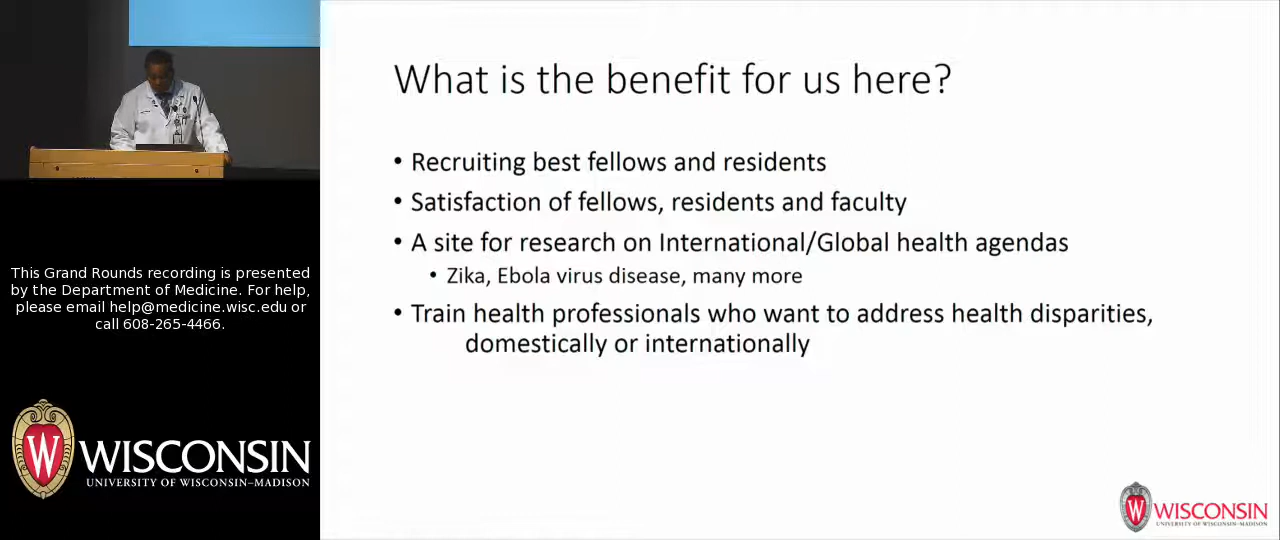 What is the benefit for us here?
• Recruiting best fellows and residents
• Satisfaction of fellows, residents and faculty
• A site for research on International/Global health agendas
• Zika, Ebola virus disease, many more
• Train health professionals who want to address health disparities,
domestically or internationally
This Grand Rounds recording is presented
by the Department of Medicine. For help,
please email help@medicine.wisc.edu or
call 608-265-4466.
W
WISCONSIN
UNIVERSITY OF WISCONSIN–MADISON
W
WISCONSIN
UNIVERSITY OF WISCONSIN–MADISON